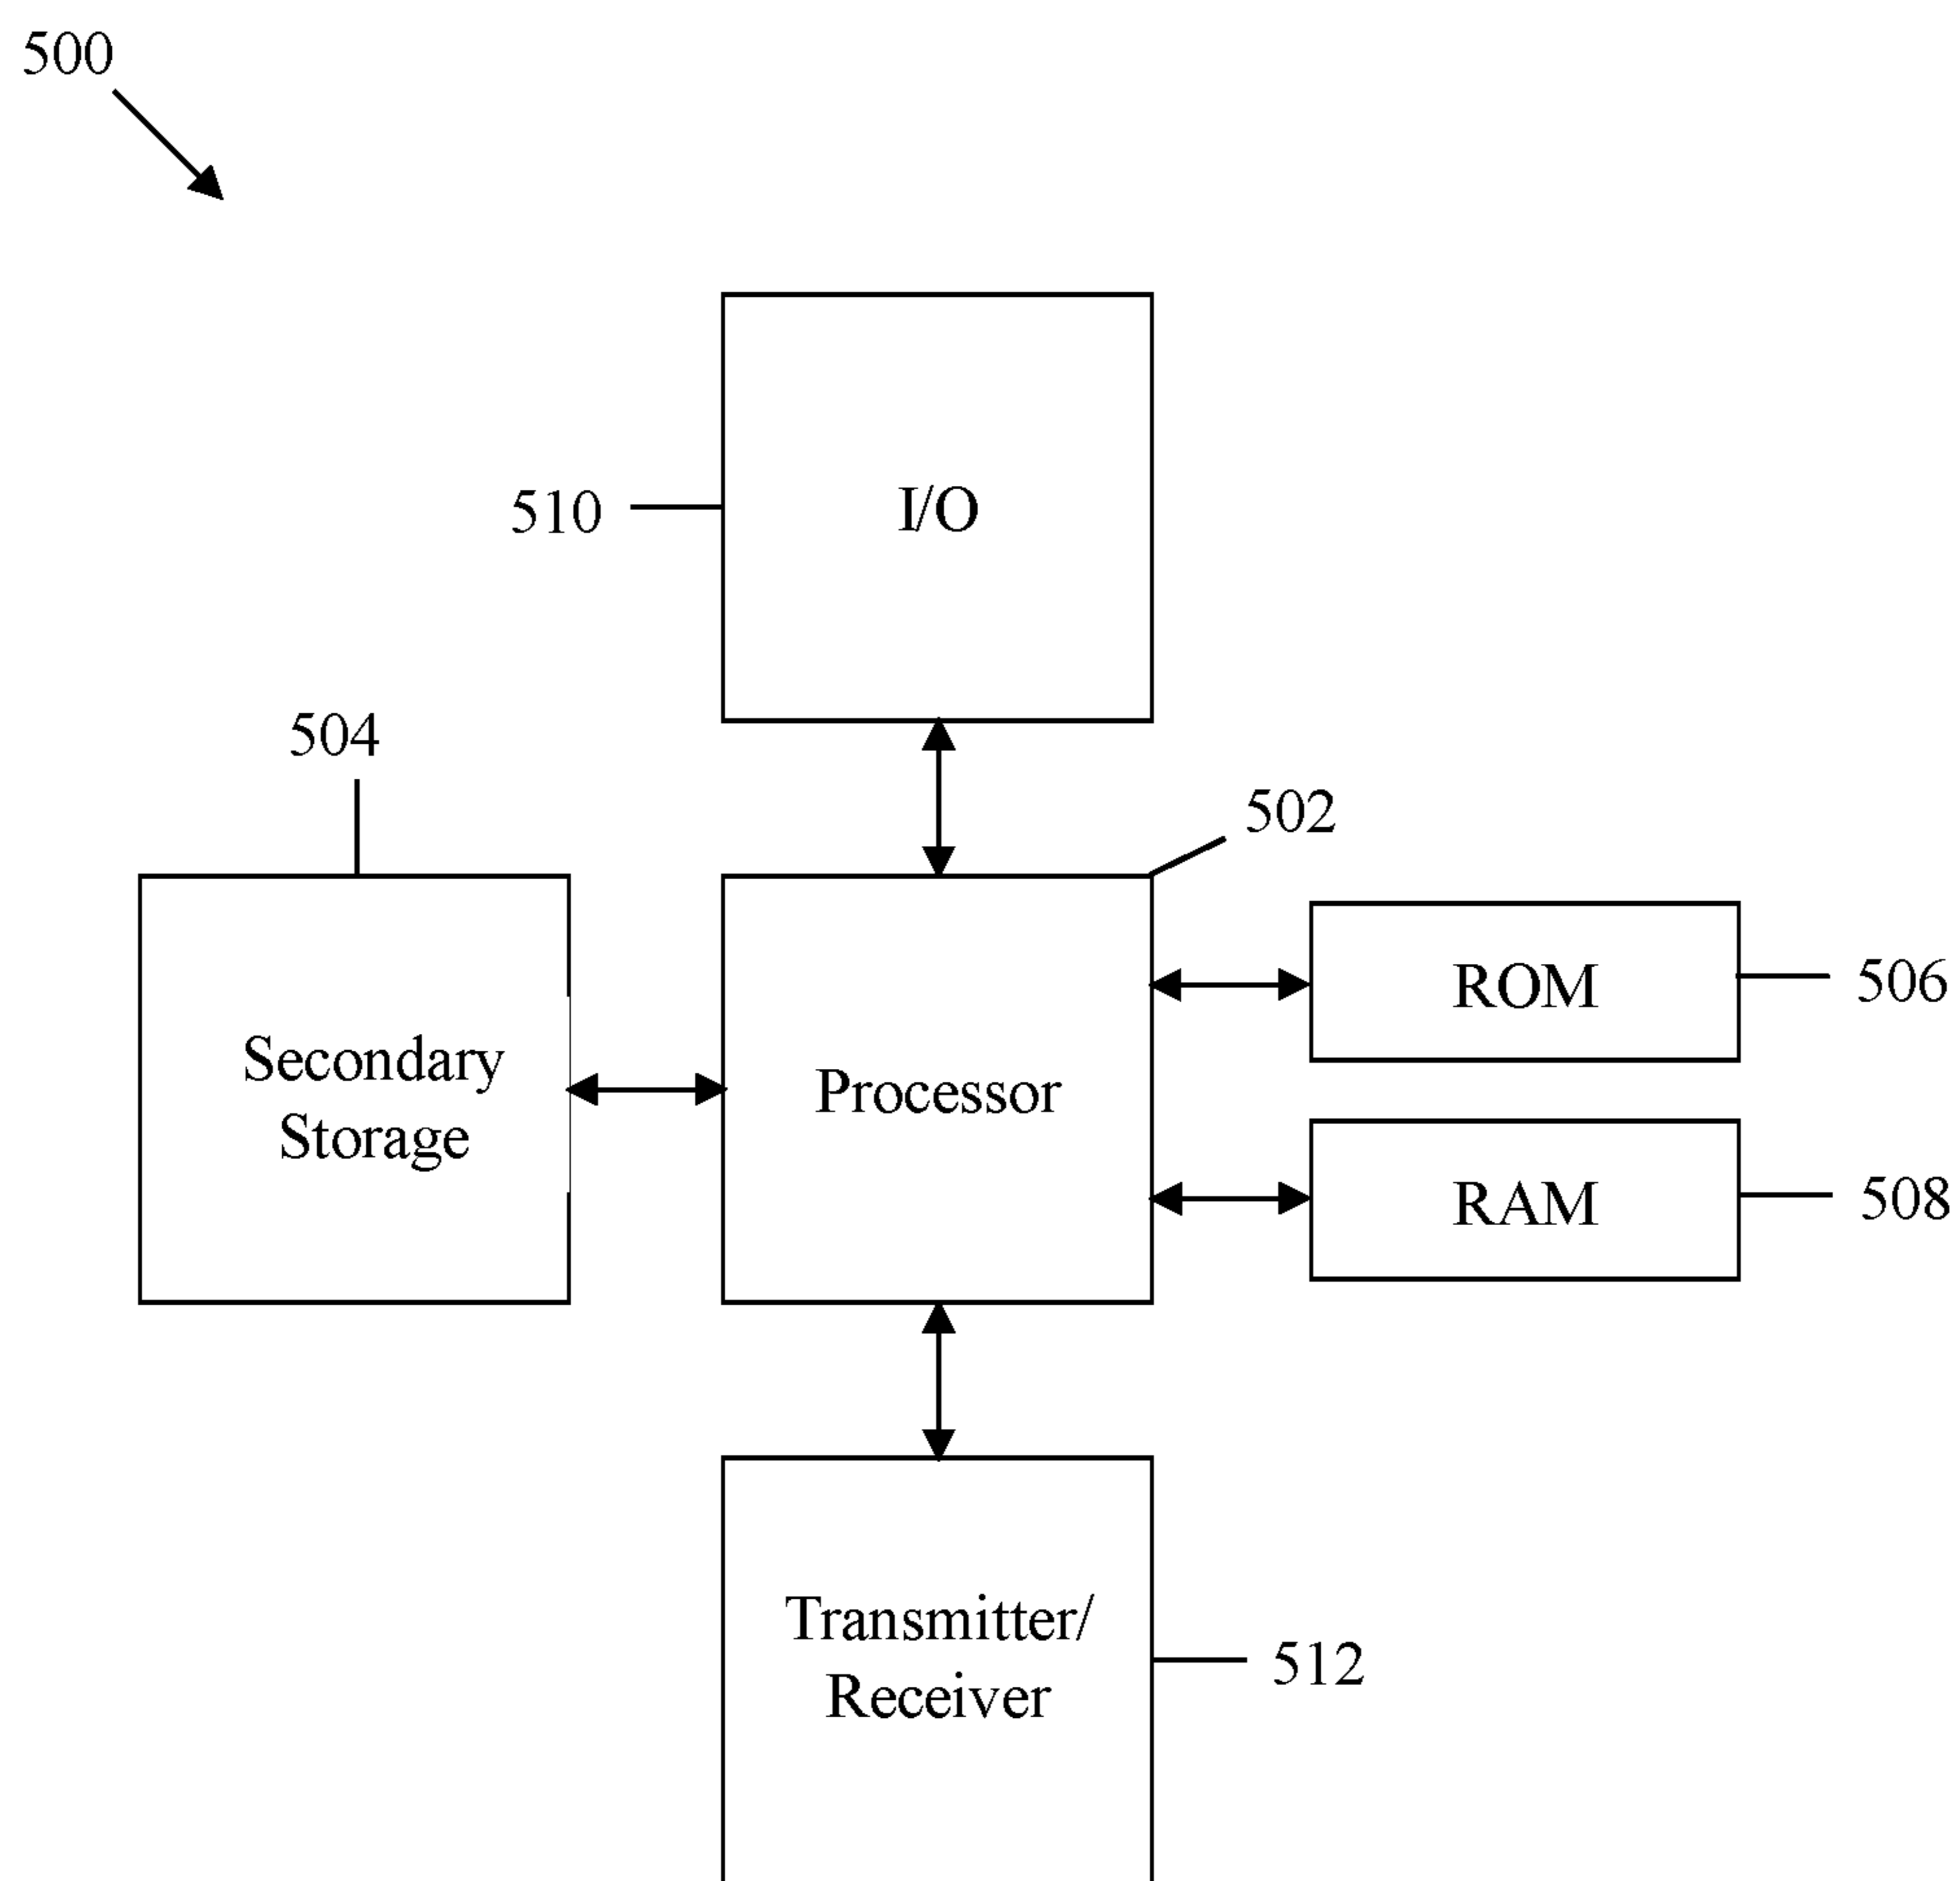 500
510
I/O
504
502
ROM
506
Secondary
Storage
Processor
RAM
508
Transmitter/
Receiver
512